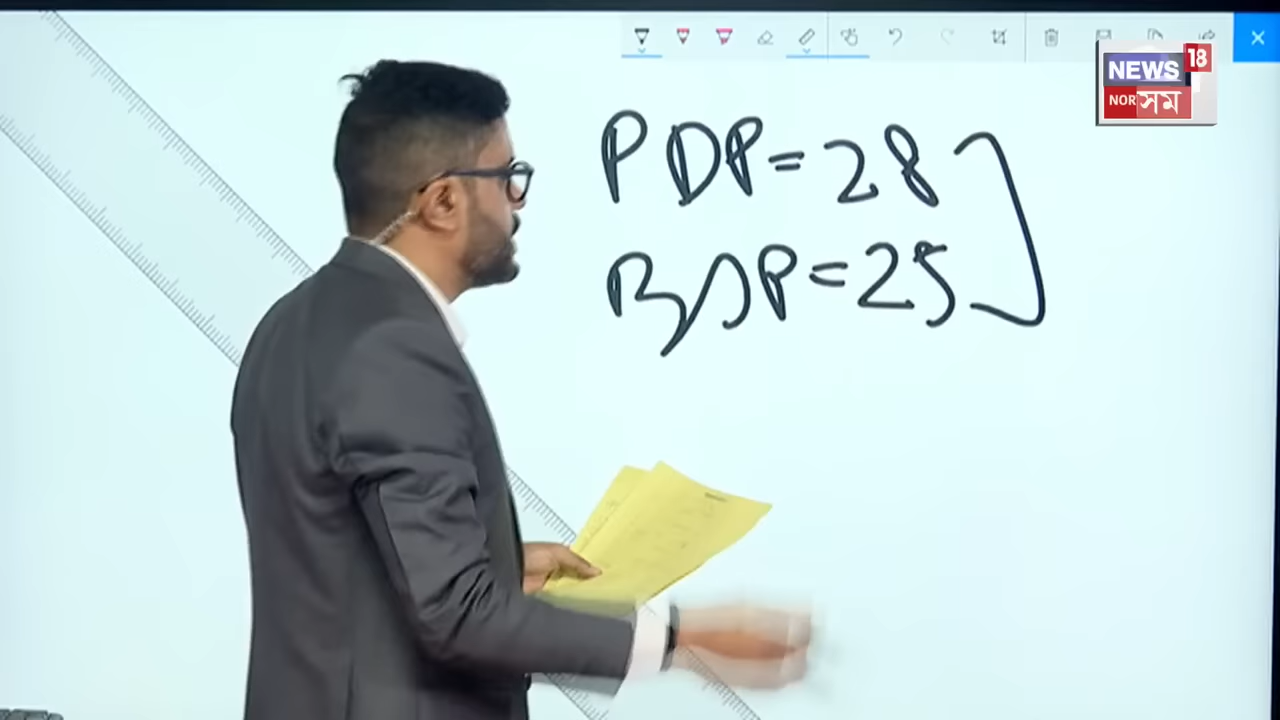 NEWS 18
NOR
সম
PDP = 28
BJP = 25